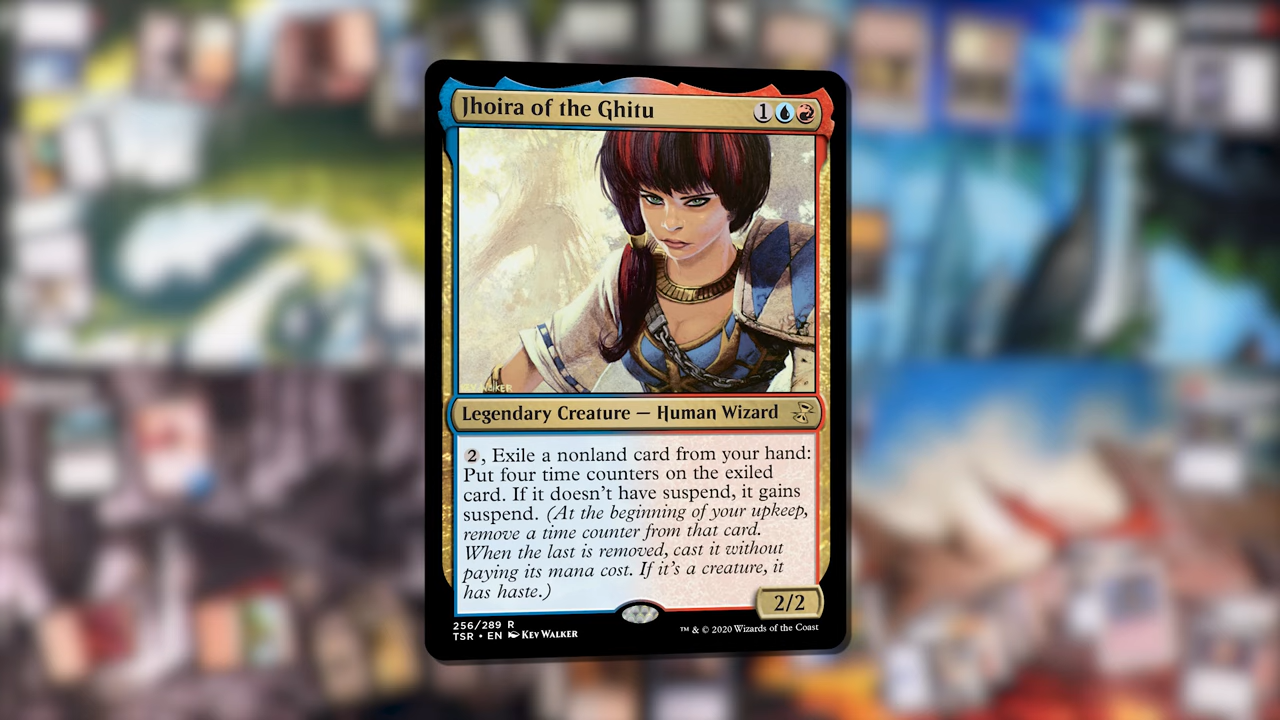 Jhoira of the Ghitu 1
KEV WALKER
Legendary Creature — Human Wizard
2, Exile a nonland card from your hand:
Put four time counters on the exiled
card. If it doesn't have suspend, it gains
suspend. (At the beginning of your upkeep,
remove a time counter from that card.
When the last is removed, cast it without
paying its mana cost. If it's a creature, it
has haste.)
2/2
256/289 R
TSR • EN Kev Walker
™ & © 2020 Wizards of the Coast